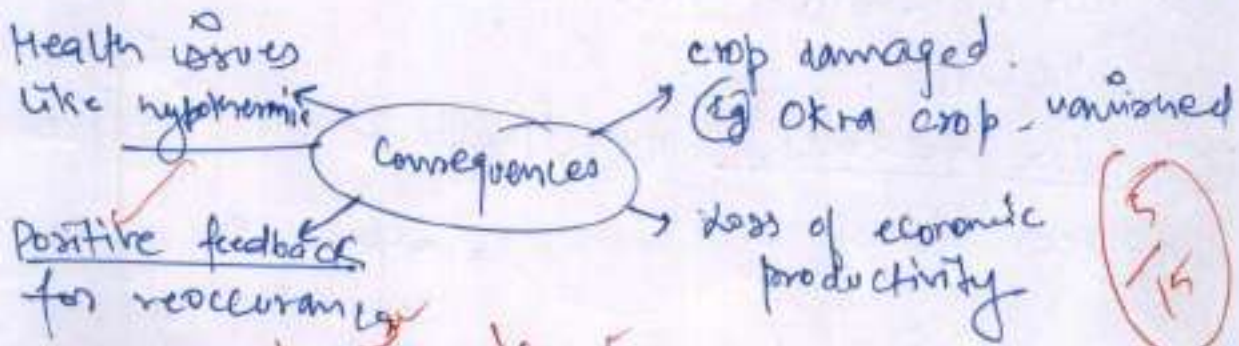 Health issues
like hypothermic
Positive feedback
for reoccurance
Consequences
crop damaged.
Eg Okra crop - vanished
Loss of economic
productivity
5/15